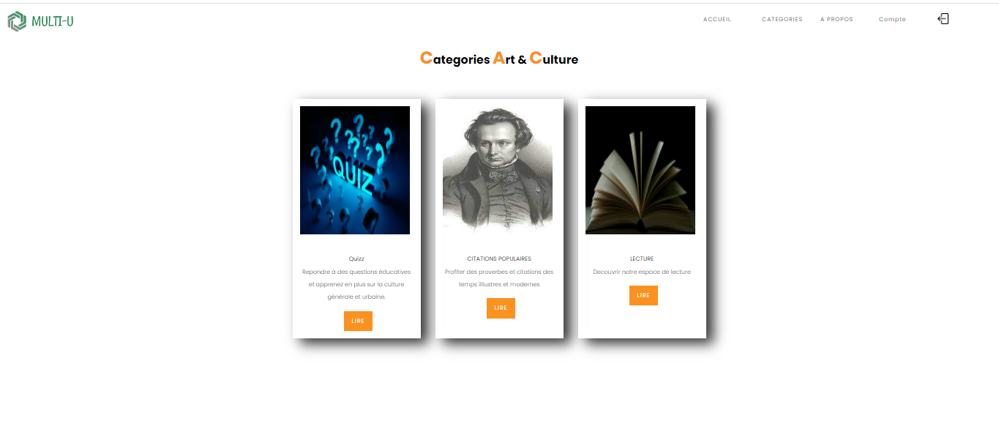 MULTI-U
ACCUEIL
CATEGORIES
A PROPOS
Compte
Categories Art & Culture
QUIZ
Quizz
Repondre à des questions éducatives
et apprenez en plus sur la culture
générale et urbaine.
LIRE
CITATIONS POPULAIRES
Profiter des proverbes et citations des
temps illlustres et modernes
LIRE
LECTURE
Decouvrir notre espace de lecture
LIRE